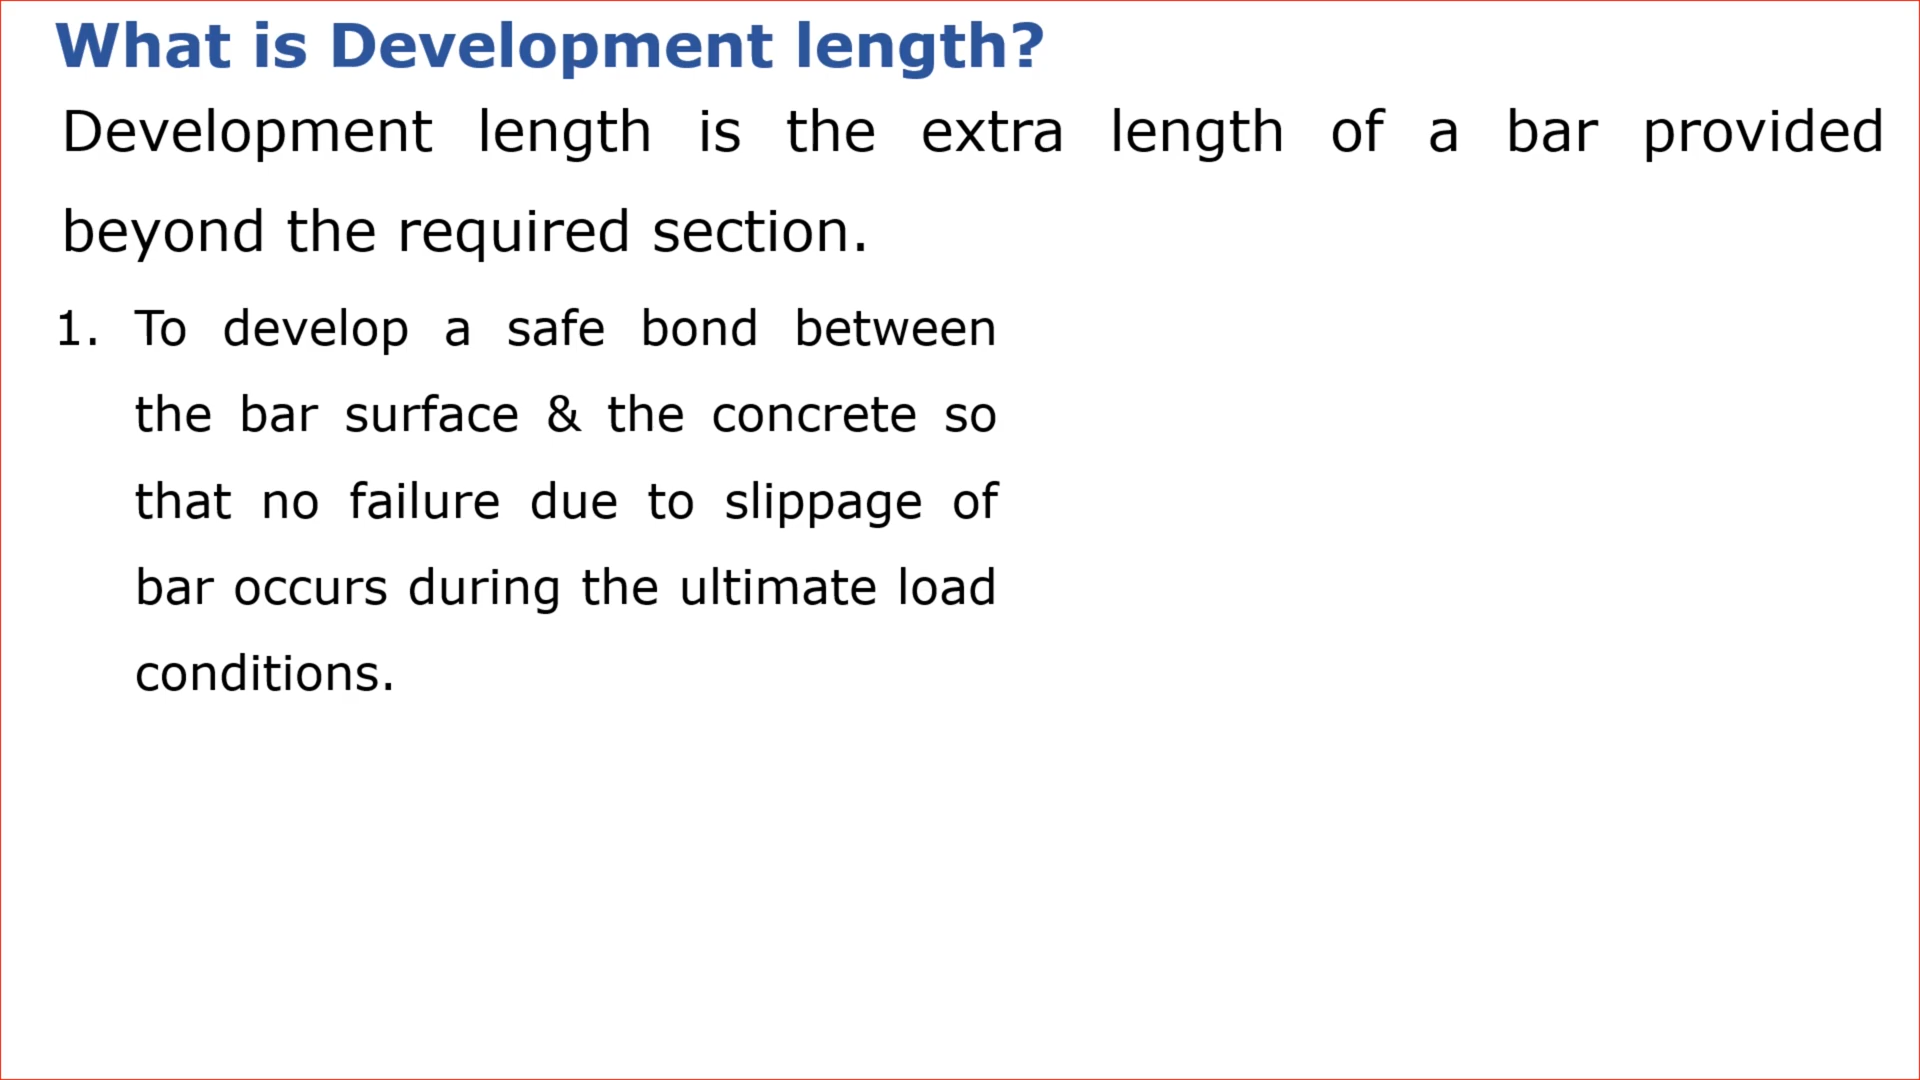 What is Development length?
Development length is the extra length of a bar provided
beyond the required section.
1. To develop a safe bond between
the bar surface & the concrete so
that no failure due to slippage of
bar occurs during the ultimate load
conditions.